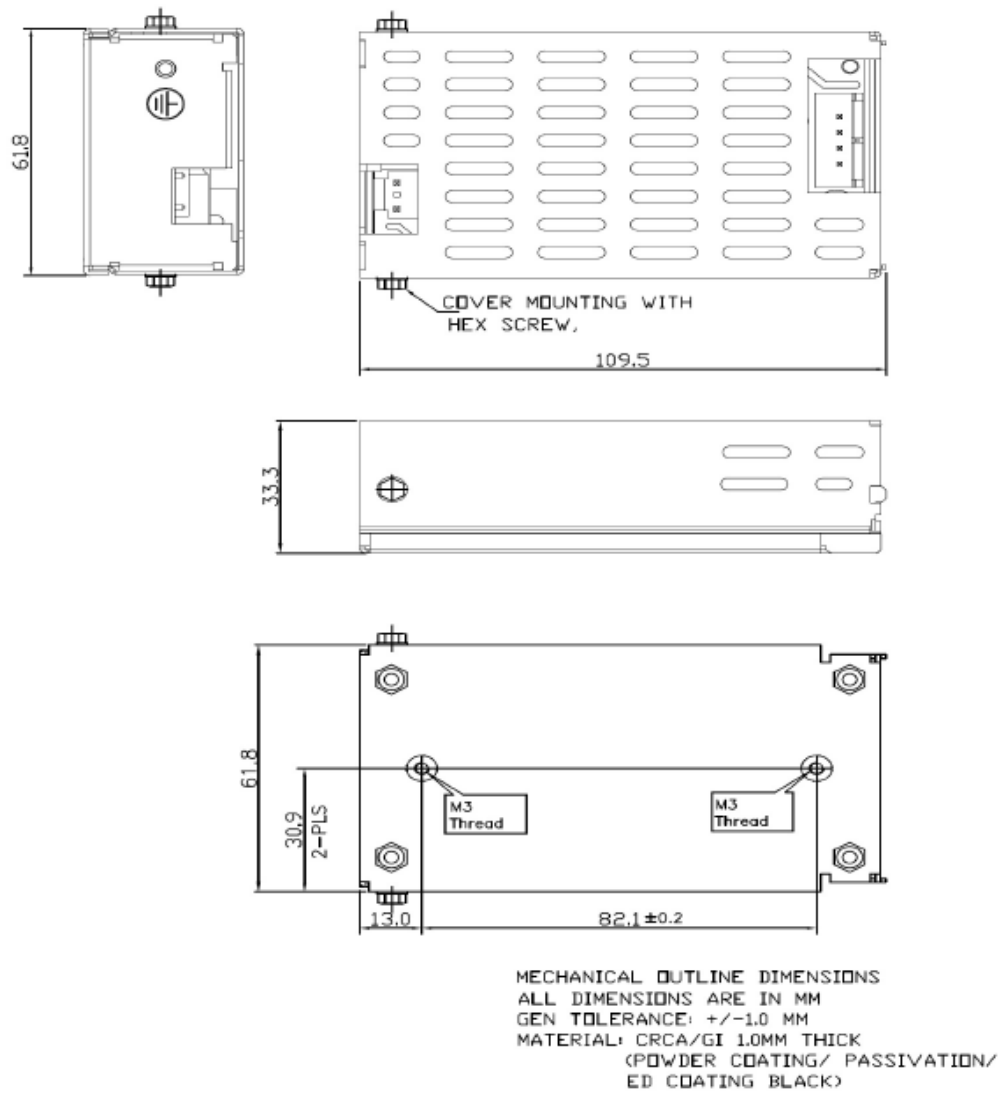 61.8
COVER MOUNTING WITH
HEX SCREW,
109.5
33.3
61.8
30.9
2-PLS
M3
Thread
M3
Thread
13.0
82.1±0.2
MECHANICAL OUTLINE DIMENSIONS
ALL DIMENSIONS ARE IN MM
GEN TOLERANCE: +/-1.0 MM
MATERIAL: CRCA/GI 1.0MM THICK
(POWDER COATING/ PASSIVATION/
ED COATING BLACK)